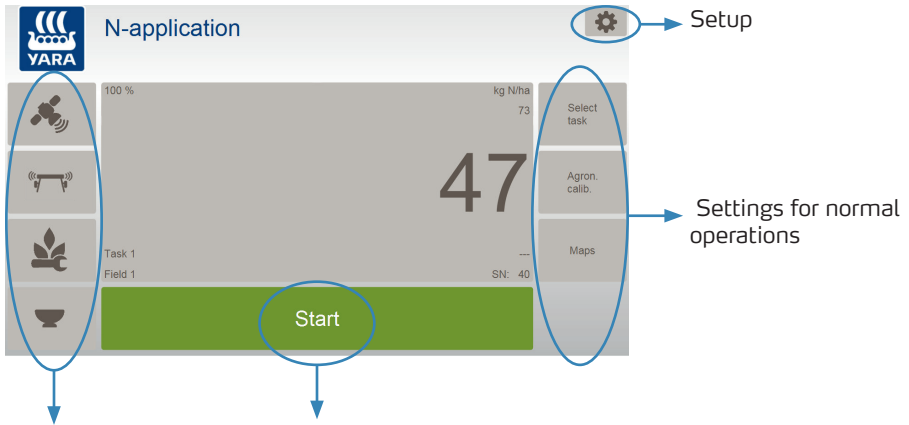 YARA
N-application
Setup
100 %
kg N/ha
73
47
Select
task
Agron.
calib.
Settings for normal
operations
Maps
Task 1
---
Field 1
SN: 40
Start